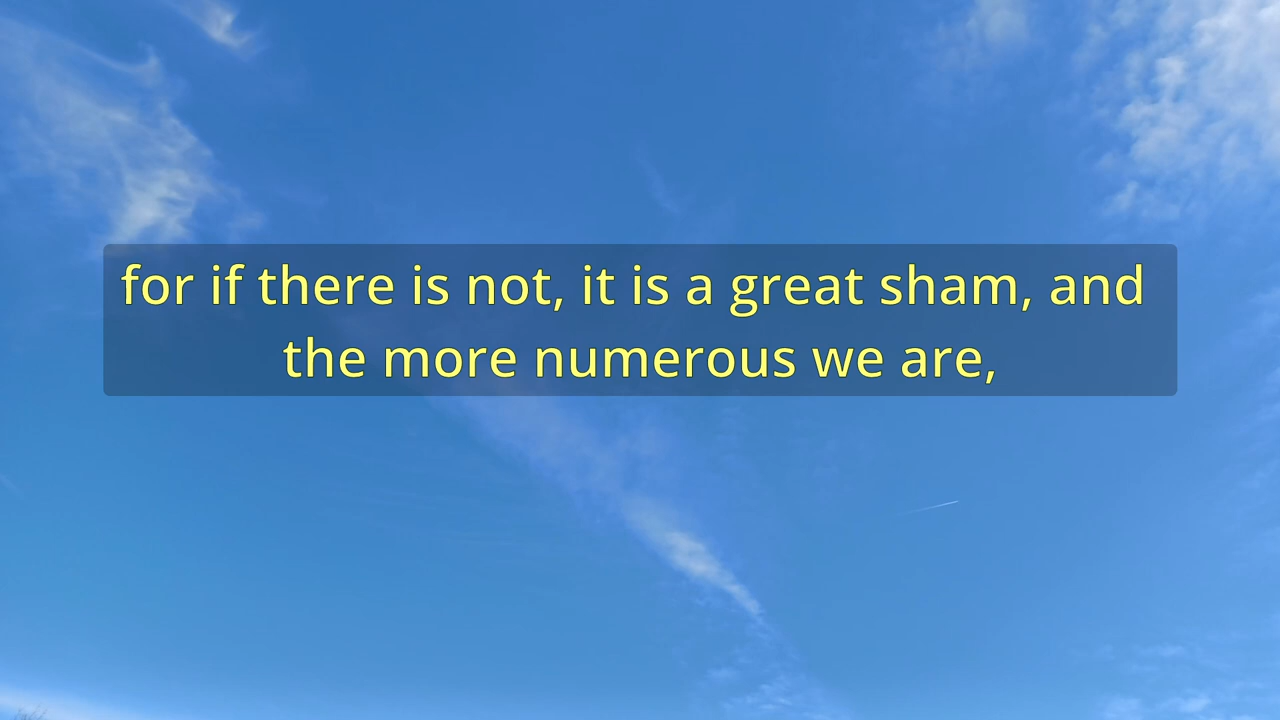 for if there is not, it is a great sham, and
the more numerous we are,